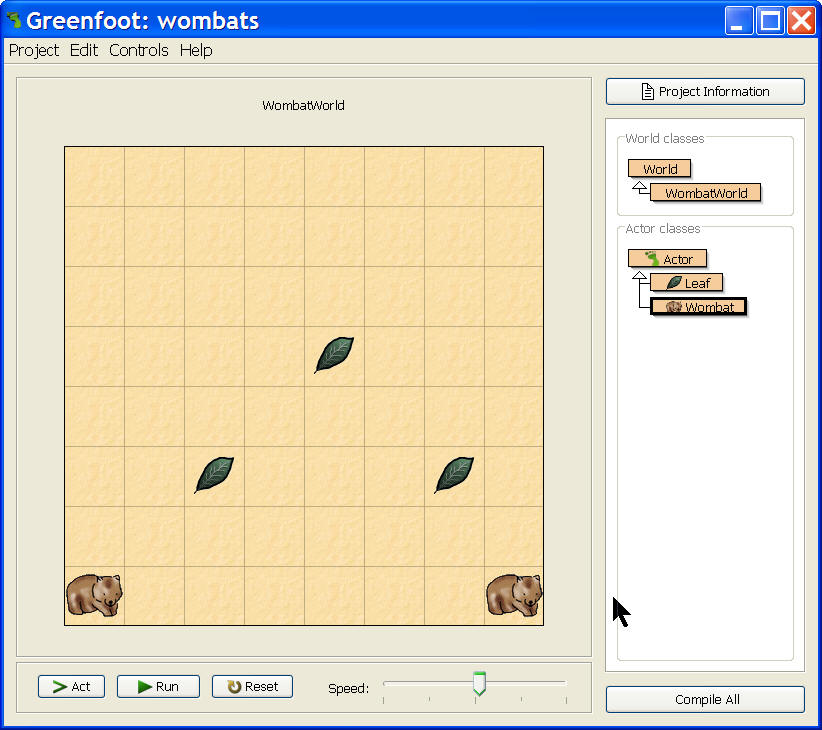 Greenfoot: wombats
Project Edit Controls Help
WombatWorld
Project Information
World classes
World
WombatWorld
Actor classes
Actor
Leaf
Wombat
Act Run Reset Speed:
Compile All